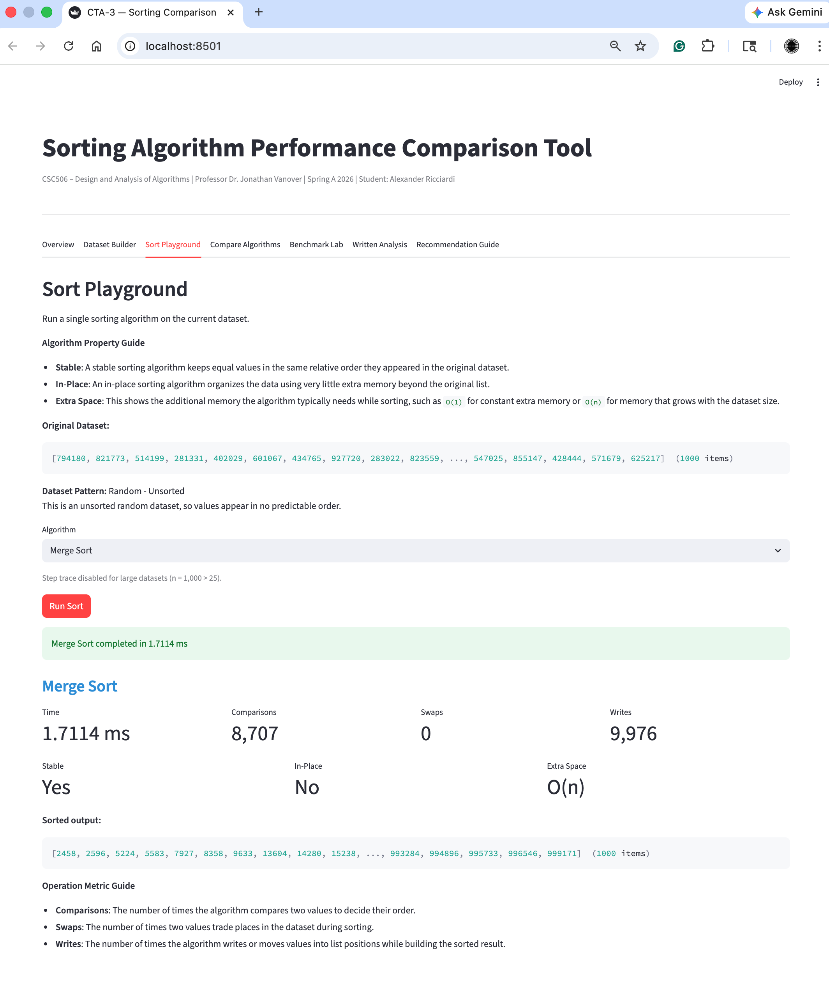 CTA-3 — Sorting Comparison
Ask Gemini
localhost:8501
Deploy
Sorting Algorithm Performance Comparison Tool
CSC506 – Design and Analysis of Algorithms | Professor Dr. Jonathan Vanover | Spring A 2026 | Student: Alexander Ricciardi
Overview Dataset Builder Sort Playground Compare Algorithms Benchmark Lab Written Analysis Recommendation Guide
Sort Playground
Run a single sorting algorithm on the current dataset.
Algorithm Property Guide
• Stable: A stable sorting algorithm keeps equal values in the same relative order they appeared in the original dataset.
• In-Place: An in-place sorting algorithm organizes the data using very little extra memory beyond the original list.
• Extra Space: This shows the additional memory the algorithm typically needs while sorting, such as O(1) for constant extra memory or O(n) for memory that grows with the dataset size.
Original Dataset:
[794180, 821773, 514199, 281331, 402029, 601067, 434765, 927720, 283022, 823559, ..., 547025, 855147, 428444, 571679, 625217] (1000 items)
Dataset Pattern: Random - Unsorted
This is an unsorted random dataset, so values appear in no predictable order.
Algorithm
Merge Sort
Step trace disabled for large datasets (n = 1,000 > 25).
Run Sort
Merge Sort completed in 1.7114 ms
Merge Sort
Time Comparisons Swaps Writes
1.7114 ms 8,707 0 9,976
Stable In-Place Extra Space
Yes No O(n)
Sorted output:
[2458, 2596, 5224, 5583, 7927, 8358, 9633, 13604, 14280, 15238, ..., 993284, 994896, 995733, 996546, 999171] (1000 items)
Operation Metric Guide
• Comparisons: The number of times the algorithm compares two values to decide their order.
• Swaps: The number of times two values trade places in the dataset during sorting.
• Writes: The number of times the algorithm writes or moves values into list positions while building the sorted result.